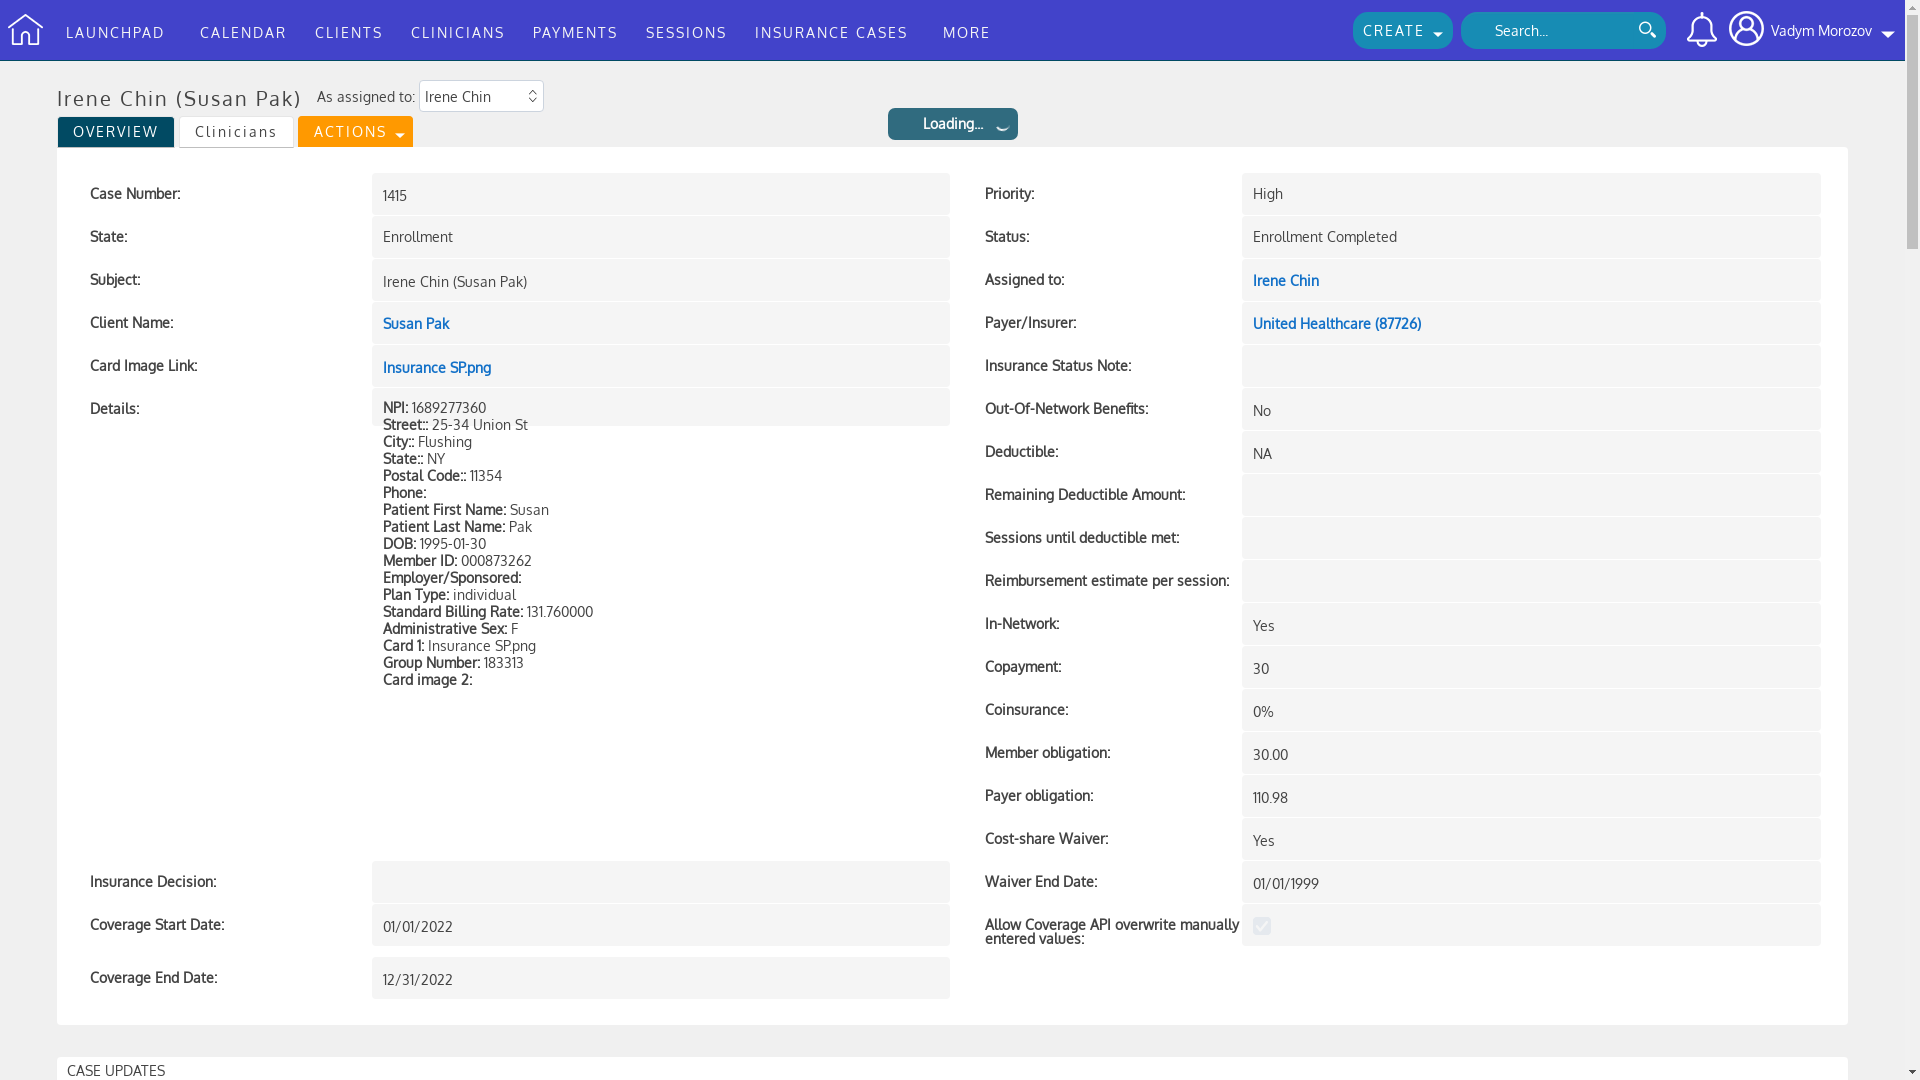 LAUNCHPAD CALENDAR CLIENTS CLINICIANS PAYMENTS SESSIONS INSURANCE CASES MORE CREATE Search... Vadym Morozov
Irene Chin (Susan Pak) As assigned to: Irene Chin
Loading...
OVERVIEW Clinicians ACTIONS
Case Number: 1415
Priority: High
State: Enrollment
Status: Enrollment Completed
Subject: Irene Chin (Susan Pak)
Assigned to: Irene Chin
Client Name: Susan Pak
Payer/Insurer: United Healthcare (87726)
Card Image Link: Insurance SP.png
Insurance Status Note:
Details:
NPI: 1689277360
Street:: 25-34 Union St
City:: Flushing
State:: NY
Postal Code:: 11354
Phone:
Patient First Name: Susan
Patient Last Name: Pak
DOB: 1995-01-30
Member ID: 000873262
Employer/Sponsored:
Plan Type: individual
Standard Billing Rate: 131.760000
Administrative Sex: F
Card 1: Insurance SP.png
Group Number: 183313
Card image 2:
Out-Of-Network Benefits: No
Deductible: NA
Remaining Deductible Amount:
Sessions until deductible met:
Reimbursement estimate per session:
In-Network: Yes
Copayment: 30
Coinsurance: 0%
Member obligation: 30.00
Payer obligation: 110.98
Cost-share Waiver: Yes
Insurance Decision:
Waiver End Date: 01/01/1999
Coverage Start Date: 01/01/2022
Allow Coverage API overwrite manually
entered values:
Coverage End Date: 12/31/2022
CASE UPDATES